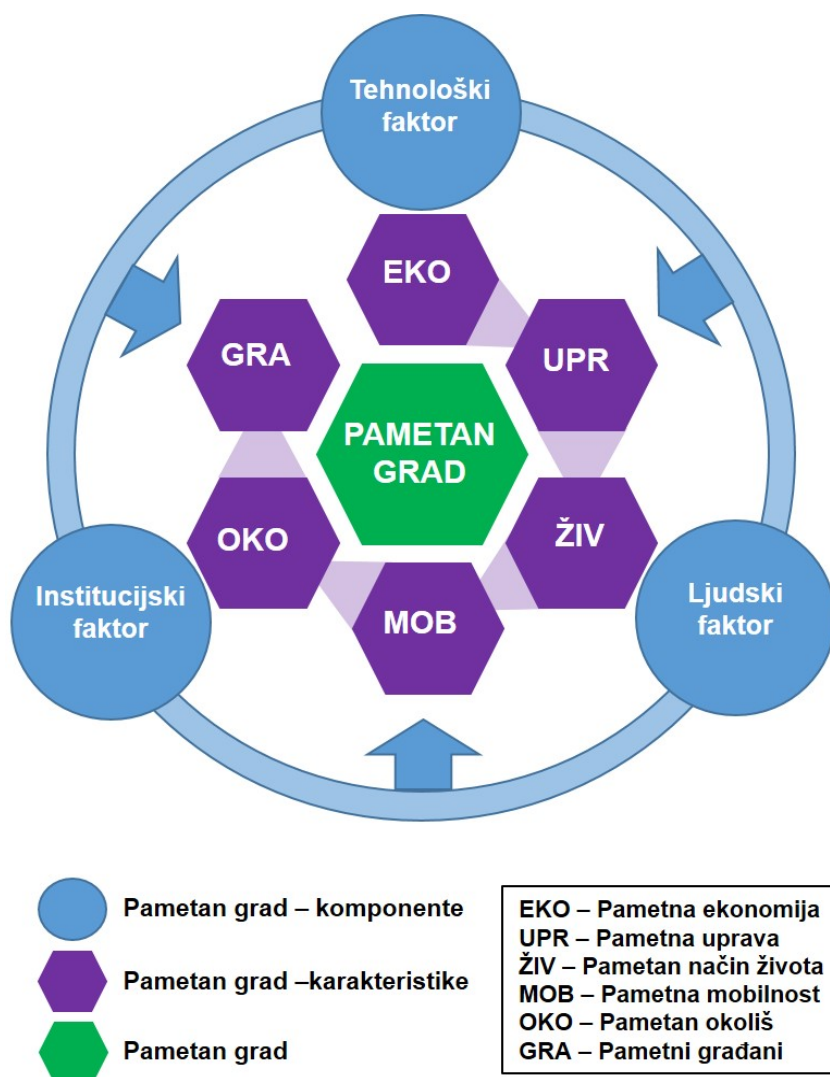 Tehnološki
faktor
EKO
GRA
UPR
PAMETAN
GRAD
OKO
ŽIV
MOB
Institucijski
faktor
Ljudski
faktor
Pametan grad – komponente
Pametan grad –karakteristike
Pametan grad
EKO – Pametna ekonomija
UPR – Pametna uprava
ŽIV – Pametan način života
MOB – Pametna mobilnost
OKO – Pametan okoliš
GRA – Pametni građani